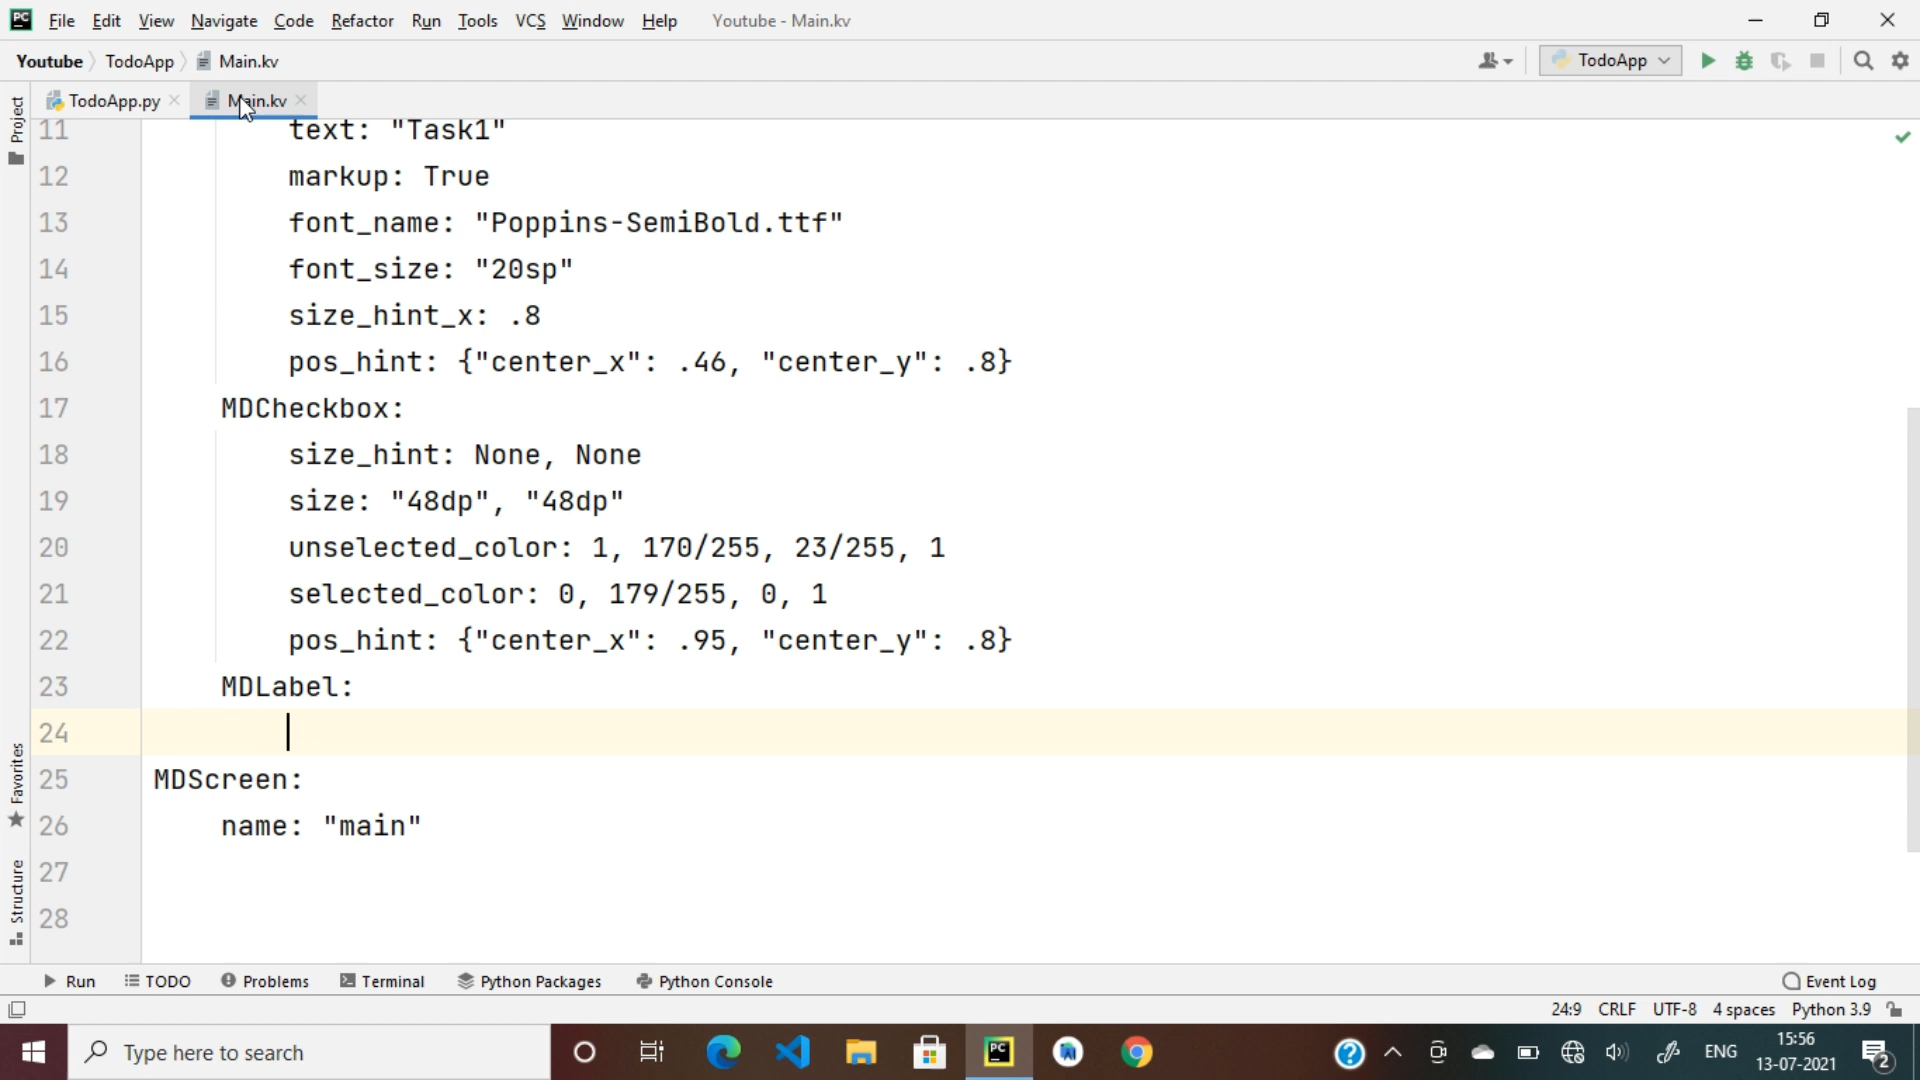 PC File Edit View Navigate Code Refactor Run Tools VCS Window Help Youtube - Main.kv
Youtube TodoApp Main.kv TodoApp
TodoApp.py Main.kv
Project
11 text: "Task1"
12 markup: True
13 font_name: "Poppins-SemiBold.ttf"
14 font_size: "20sp"
15 size_hint_x: .8
16 pos_hint: {"center_x": .46, "center_y": .8}
17 MDCheckbox:
18 size_hint: None, None
19 size: "48dp", "48dp"
20 unselected_color: 1, 170/255, 23/255, 1
21 selected_color: 0, 179/255, 0, 1
22 pos_hint: {"center_x": .95, "center_y": .8}
23 MDLabel:
24
25 MDScreen:
26 name: "main"
27
28
Favorites
Structure
Run TODO Problems Terminal Python Packages Python Console Event Log
24:9 CRLF UTF-8 4 spaces Python 3.9
Type here to search PC ENG 15:56
13-07-2021 2